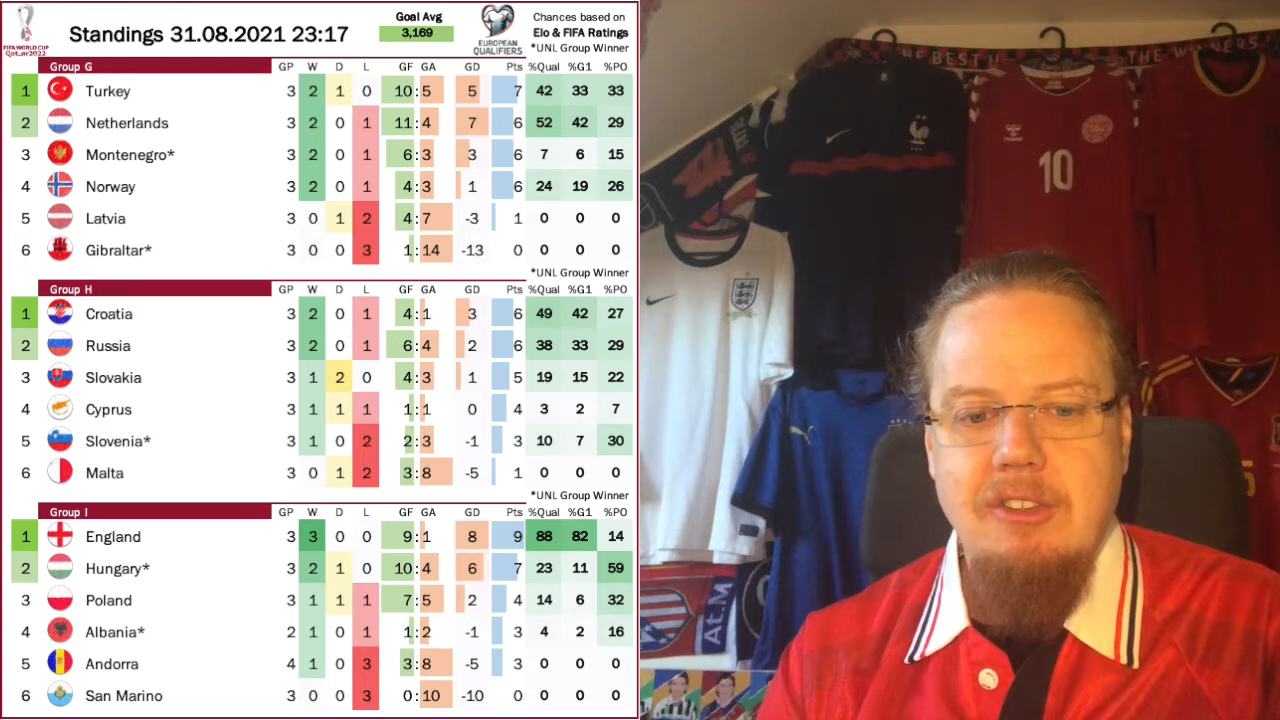 FIFA WORLD CUP
Qatar2022
Standings 31.08.2021 23:17
Goal Avg
3,169
EUROPEAN
QUALIFIERS
Chances based on
Elo & FIFA Ratings
*UNL Group Winner
Group G GP W D L GF GA GD Pts %Qual %G1 %PO
1 Turkey 3 2 1 0 10:5 5 7 42 33 33
2 Netherlands 3 2 0 1 11:4 7 6 52 42 29
3 Montenegro* 3 2 0 1 6:3 3 6 7 6 15
4 Norway 3 2 0 1 4:3 1 6 24 19 26
5 Latvia 3 0 1 2 4:7 -3 1 0 0 0
6 Gibraltar* 3 0 0 3 1:14 -13 0 0 0 0
*UNL Group Winner
Group H GP W D L GF GA GD Pts %Qual %G1 %PO
1 Croatia 3 2 0 1 4:1 3 6 49 42 27
2 Russia 3 2 0 1 6:4 2 6 38 33 29
3 Slovakia 3 1 2 0 4:3 1 5 19 15 22
4 Cyprus 3 1 1 1 1:1 0 4 3 2 7
5 Slovenia* 3 1 0 2 2:3 -1 3 10 7 30
6 Malta 3 0 1 2 3:8 -5 1 0 0 0
*UNL Group Winner
Group I GP W D L GF GA GD Pts %Qual %G1 %PO
1 England 3 3 0 0 9:1 8 9 88 82 14
2 Hungary* 3 2 1 0 10:4 6 7 23 11 59
3 Poland 3 1 1 1 7:5 2 4 14 6 32
4 Albania* 2 1 0 1 1:2 -1 3 4 2 16
5 Andorra 4 1 0 3 3:8 -5 3 0 0 0
6 San Marino 3 0 0 3 0:10 -10 0 0 0 0
THE BEST
THE WINNERS
10
At.M